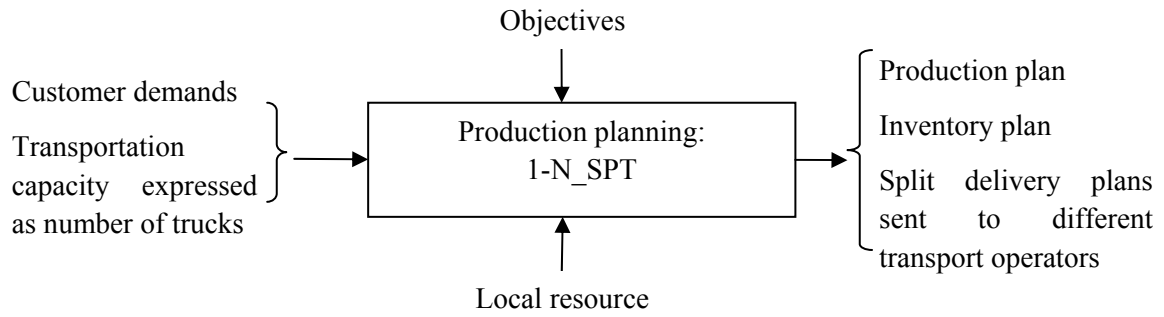 Objectives
Customer demands
Transportation
capacity expressed
as number of trucks
Production planning:
1-N_SPT
Production plan
Inventory plan
Split delivery plans
sent to different
transport operators
Local resource